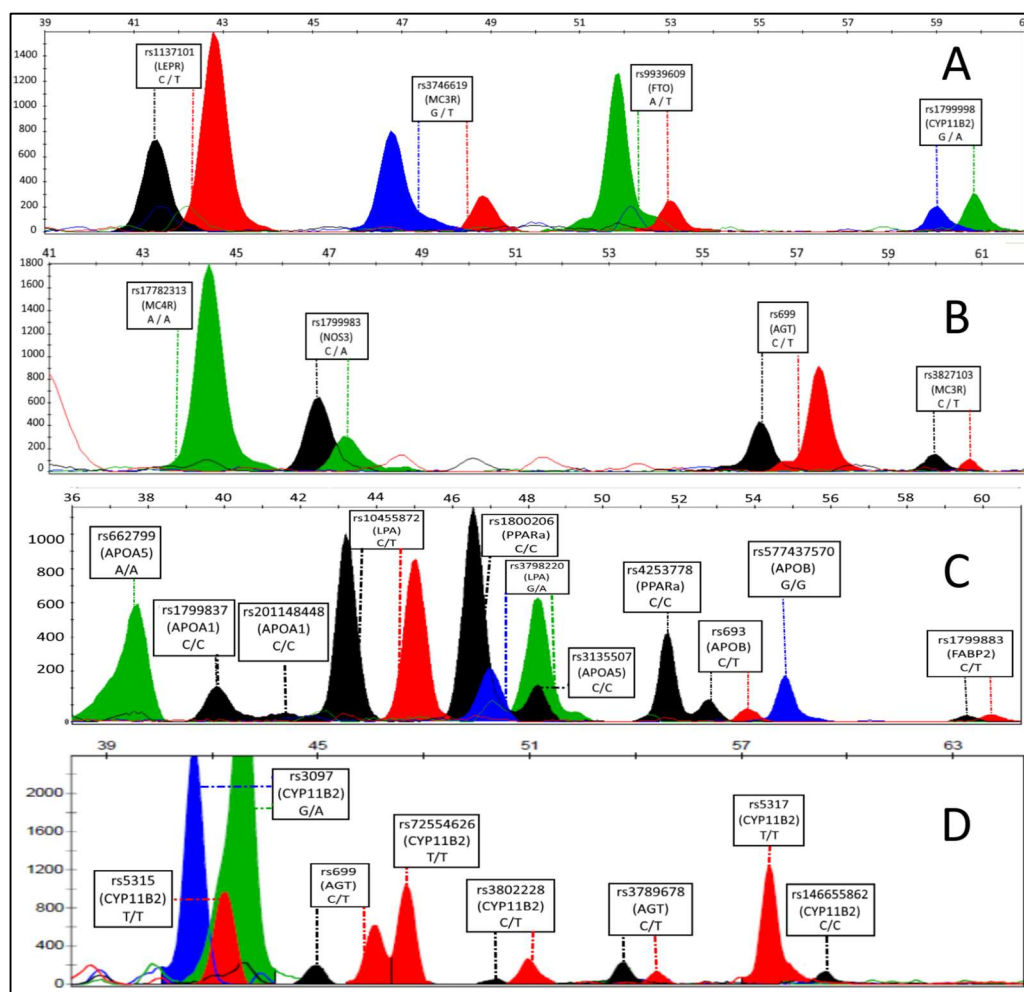 39 41 43 45 47 49 51 53 55 57 59 6
1400
1200
1000
800
600
400
200
0
rs1137101
(LEPR)
C / T
rs3746619
(MC3R)
G / T
rs9939609
(FTO)
A / T
rs1799998
(CYP11B2)
G / A
A
41 43 45 47 49 51 53 55 57 59 61
1800
1600
1400
1200
1000
800
600
400
200
0
rs17782313
(MC4R)
A / A
rs1799983
(NOS3)
C / A
rs699
(AGT)
C / T
rs3827103
(MC3R)
C / T
B
36 38 40 42 44 46 48 50 52 54 56 58 60
1000
800
600
400
200
0
rs662799
(APOA5)
A/A
rs1799837
(APOA1)
C/C
rs201148448
(APOA1)
C/C
rs10455872
(LPA)
C/T
rs1800206
(PPARa)
C/C
rs3798220
(LPA)
G/A
rs3135507
(APOA5)
C/C
rs4253778
(PPARa)
C/C
rs693
(APOB)
C/T
rs577437570
(APOB)
G/G
rs1799883
(FABP2)
C/T
C
39 45 51 57 63
2000
1600
1200
800
400
0
rs3097
(CYP11B2)
G/A
rs5315
(CYP11B2)
T/T
rs699
(AGT)
C/T
rs72554626
(CYP11B2)
T/T
rs3802228
(CYP11B2)
C/T
rs3789678
(AGT)
C/T
rs5317
(CYP11B2)
T/T
rs146655862
(CYP11B2)
C/C
D